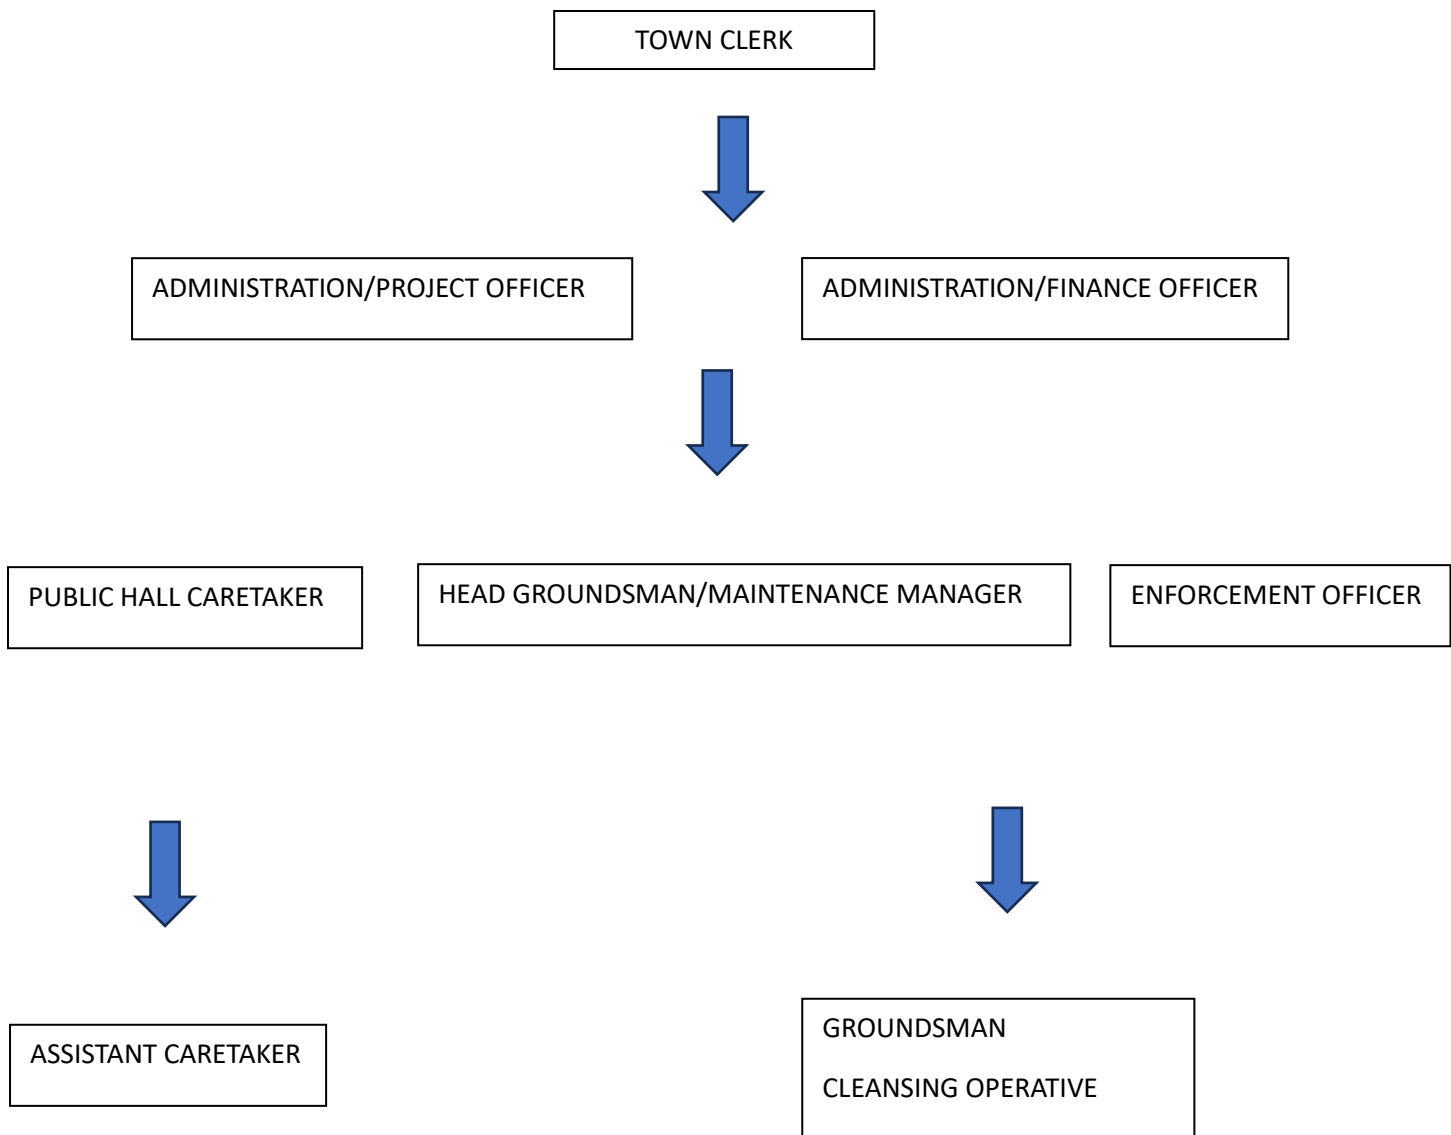 TOWN CLERK
ADMINISTRATION/PROJECT OFFICER
ADMINISTRATION/FINANCE OFFICER
PUBLIC HALL CARETAKER
HEAD GROUNDSMAN/MAINTENANCE MANAGER
ENFORCEMENT OFFICER
ASSISTANT CARETAKER
GROUNDSMAN
CLEANSING OPERATIVE